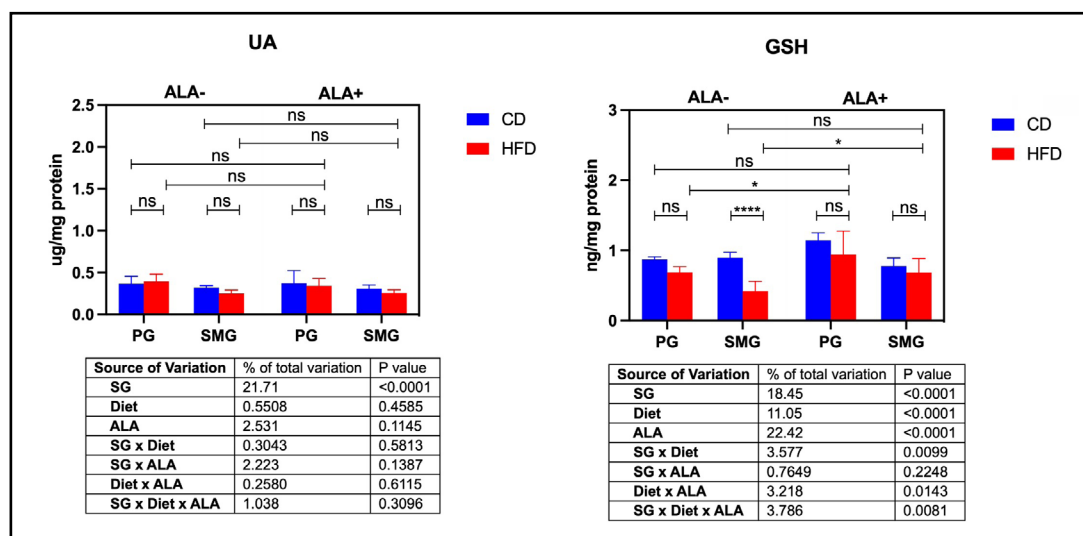 UA
ALA-
ALA+
2.5
2.0
1.5
1.0
0.5
0.0
ug/mg protein
ns
ns
ns
ns
ns
ns
ns
ns
PG
SMG
PG
SMG
CD
HFD
Source of Variation % of total variation P value
SG 21.71 <0.0001
Diet 0.5508 0.4585
ALA 2.531 0.1145
SG x Diet 0.3043 0.5813
SG x ALA 2.223 0.1387
Diet x ALA 0.2580 0.6115
SG x Diet x ALA 1.038 0.3096
GSH
ALA-
ALA+
3
2
1
0
ng/mg protein
ns
*
ns
*
ns
****
ns
ns
PG
SMG
PG
SMG
CD
HFD
Source of Variation % of total variation P value
SG 18.45 <0.0001
Diet 11.05 <0.0001
ALA 22.42 <0.0001
SG x Diet 3.577 0.0099
SG x ALA 0.7649 0.2248
Diet x ALA 3.218 0.0143
SG x Diet x ALA 3.786 0.0081